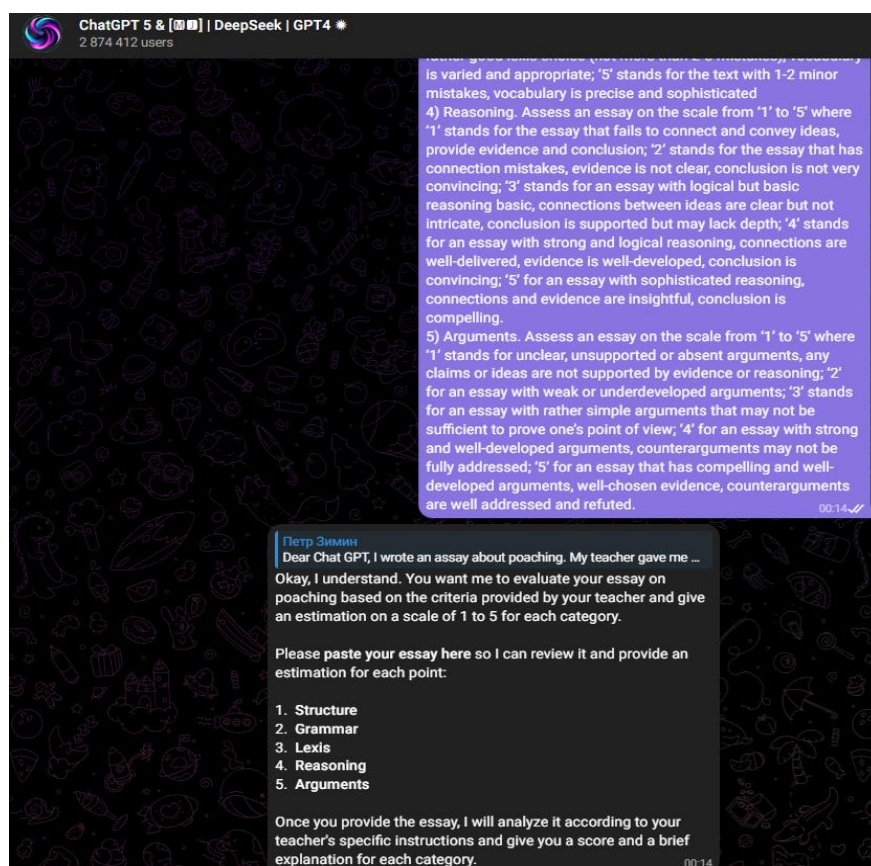 ChatGPT 5 & [🅼🅹] | DeepSeek | GPT4 ✹
2 874 412 users
is varied and appropriate; ‘5’ stands for the text with 1-2 minor
mistakes, vocabulary is precise and sophisticated
4) Reasoning. Assess an essay on the scale from ‘1’ to ‘5’ where
‘1’ stands for the essay that fails to connect and convey ideas,
provide evidence and conclusion; ‘2’ stands for the essay that has
connection mistakes, evidence is not clear, conclusion is not very
convincing; ‘3’ stands for an essay with logical but basic
reasoning basic, connections between ideas are clear but not
intricate, conclusion is supported but may lack depth; ‘4’ stands
for an essay with strong and logical reasoning, connections are
well-delivered, evidence is well-developed, conclusion is
convincing; ‘5’ for an essay with sophisticated reasoning,
connections and evidence are insightful, conclusion is
compelling.
5) Arguments. Assess an essay on the scale from ‘1’ to ‘5’ where
‘1’ stands for unclear, unsupported or absent arguments, any
claims or ideas are not supported by evidence or reasoning; ‘2’
for an essay with weak or underdeveloped arguments; ‘3’ stands
for an essay with rather simple arguments that may not be
sufficient to prove one’s point of view; ‘4’ for an essay with strong
and well-developed arguments, counterarguments may not be
fully addressed; ‘5’ for an essay that has compelling and well-
developed arguments, well-chosen evidence, counterarguments
are well addressed and refuted.
00:14
Петр Зимин
Dear Chat GPT, I wrote an assay about poaching. My teacher gave me ...
Okay, I understand. You want me to evaluate your essay on
poaching based on the criteria provided by your teacher and give
an estimation on a scale of 1 to 5 for each category.
Please paste your essay here so I can review it and provide an
estimation for each point:
1. Structure
2. Grammar
3. Lexis
4. Reasoning
5. Arguments
Once you provide the essay, I will analyze it according to your
teacher's specific instructions and give you a score and a brief
explanation for each category.
00:14